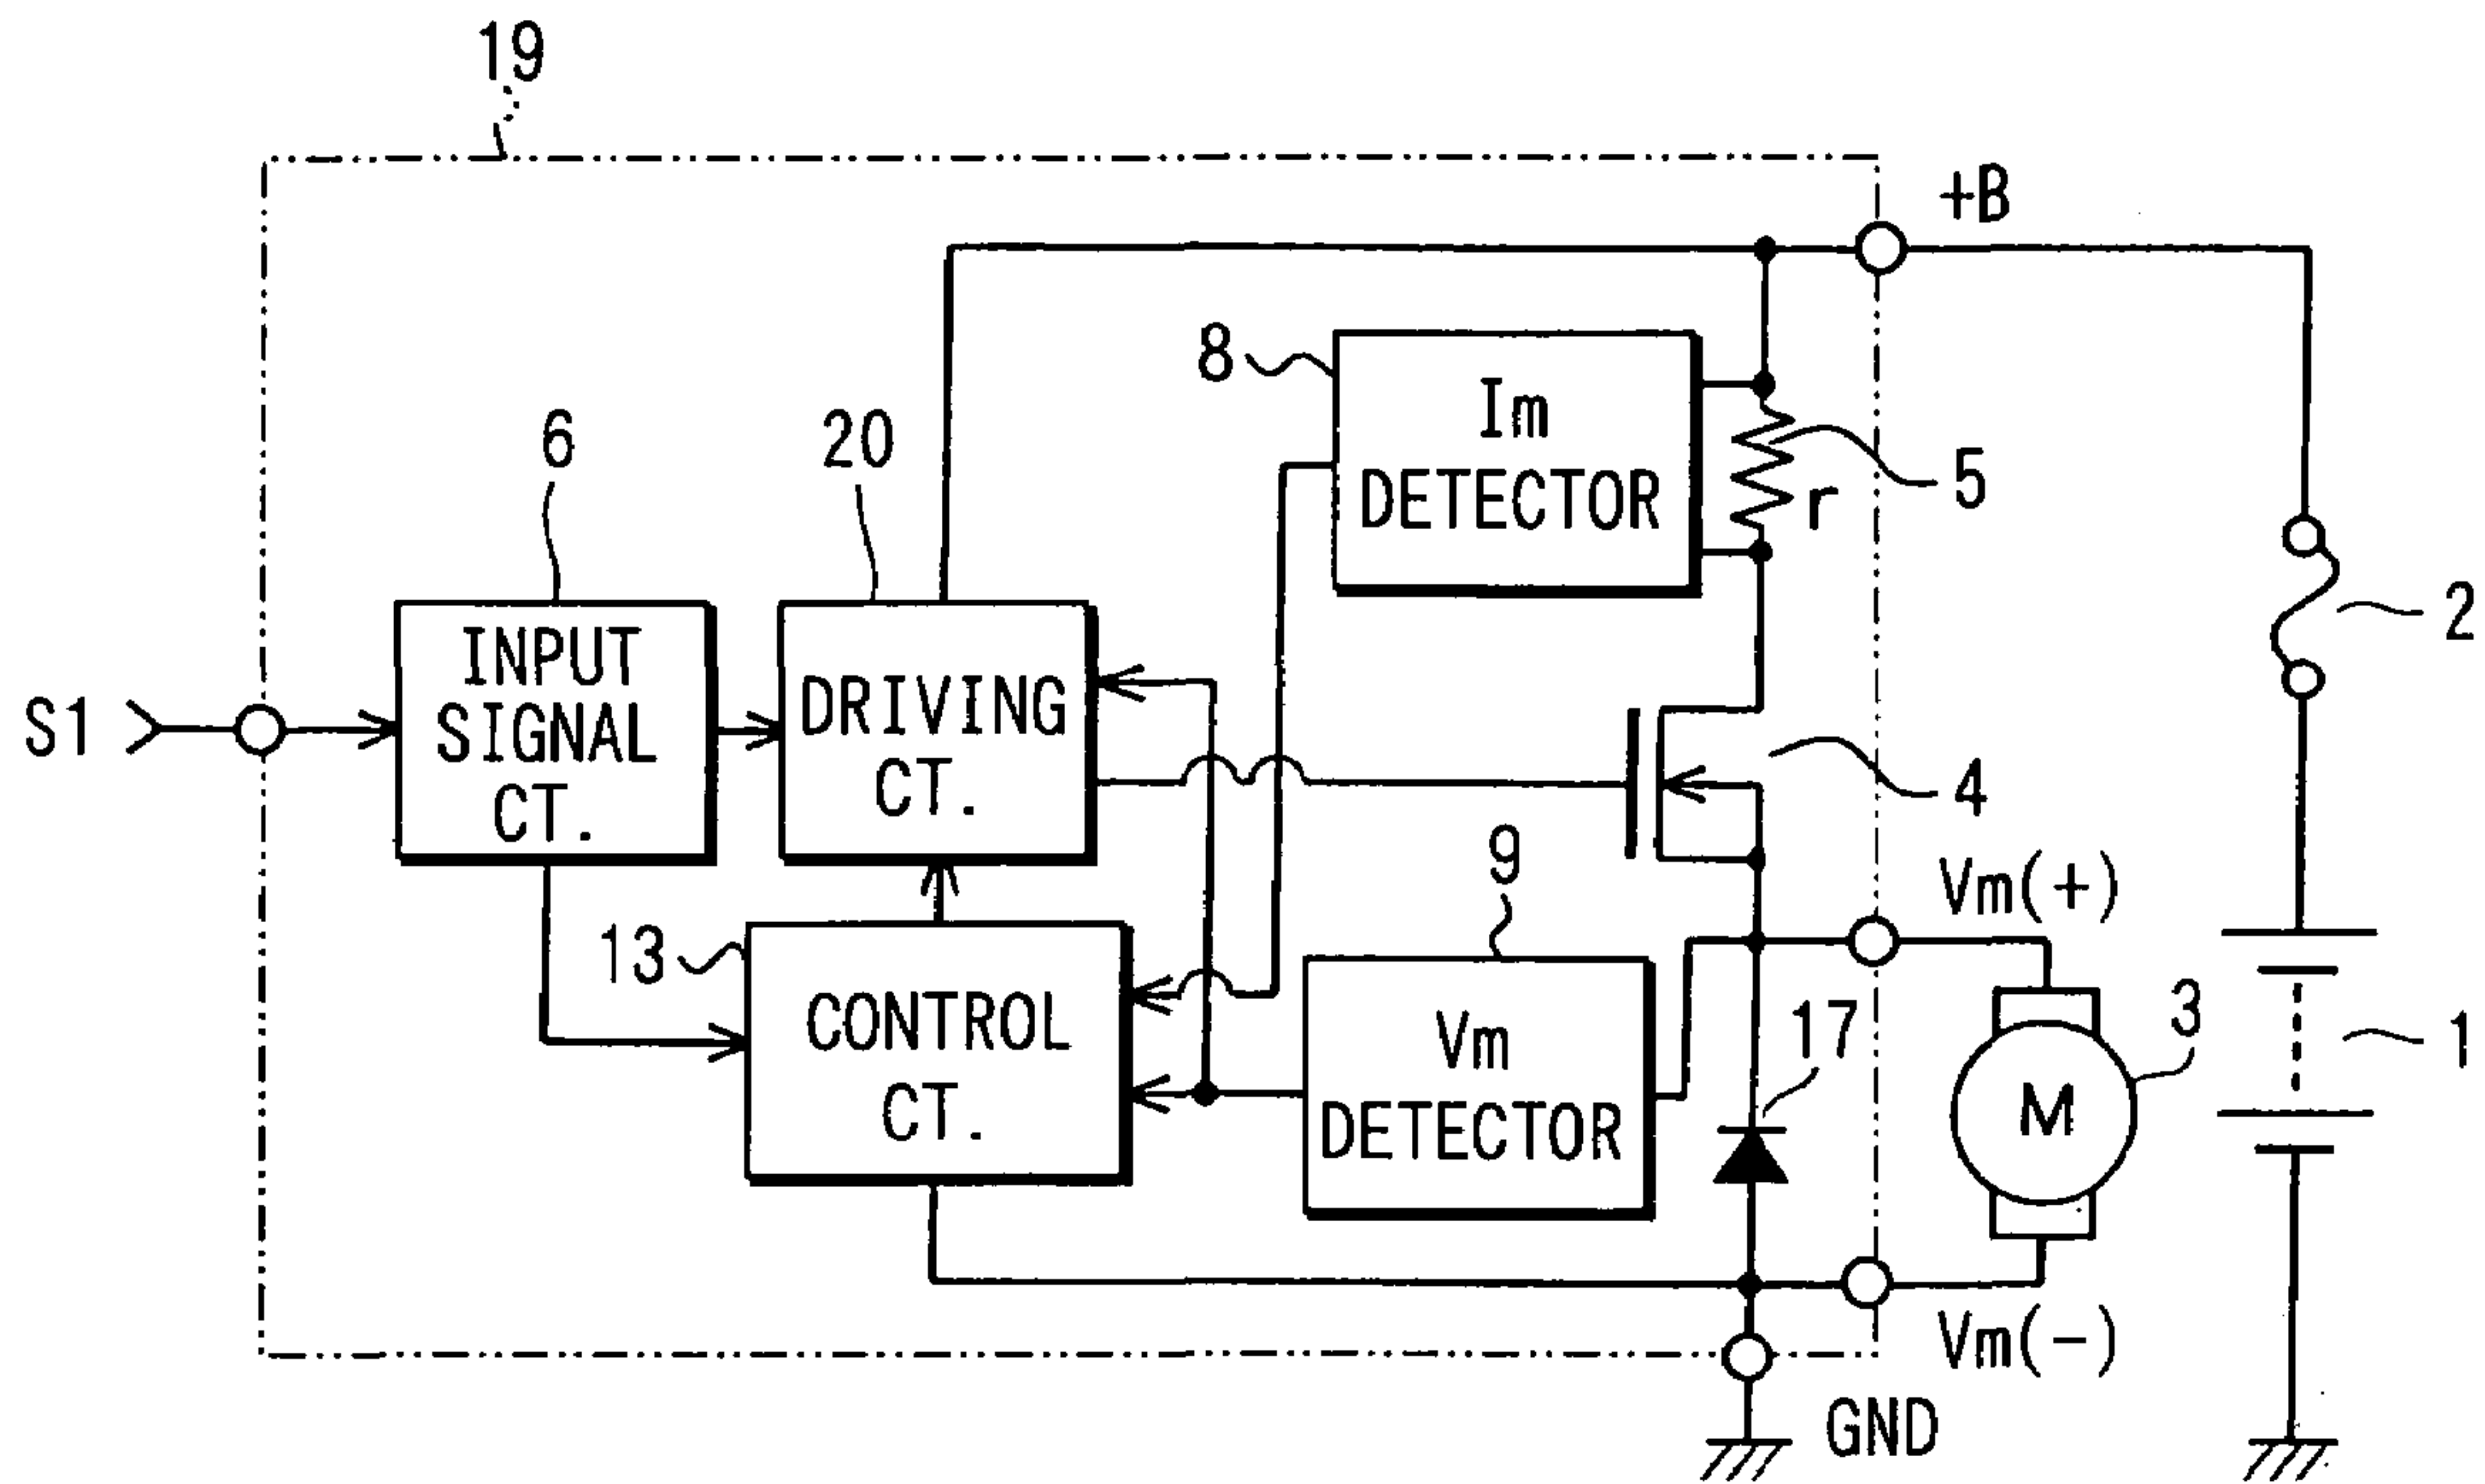 19
+B
8
Im
DETECTOR
5
r
6
20
2
INPUT
SIGNAL
CT.
DRIVING
CT.
S1
4
9
Vm(+)
13
CONTROL
CT.
Vm
DETECTOR
17
3
M
1
Vm(-)
GND